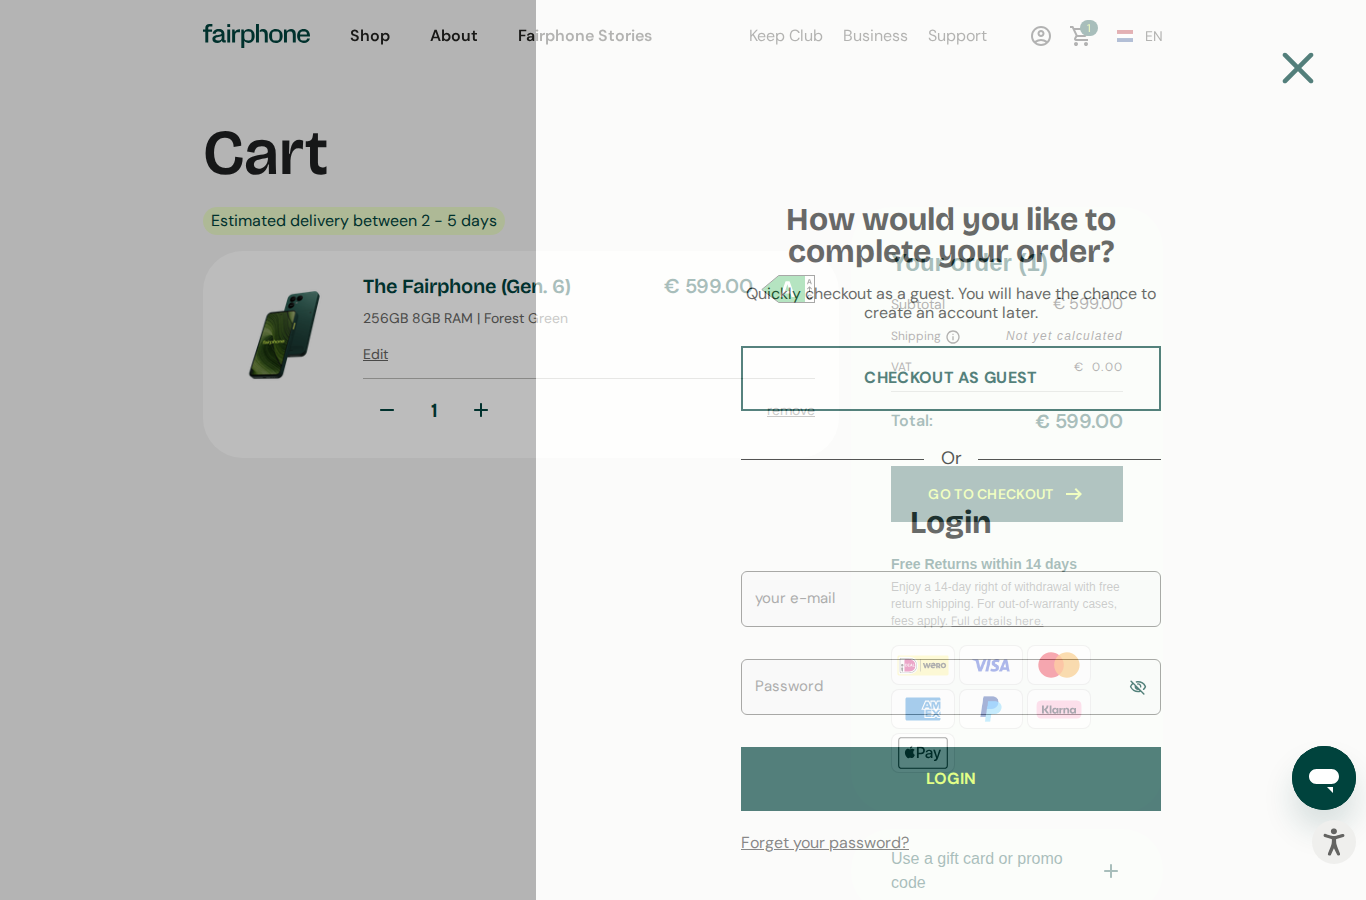 fairphone
Shop
About
Fairphone Stories
Keep Club
Business
Support
1
EN
Cart
Estimated delivery between 2 - 5 days
The Fairphone (Gen. 6)
€ 599.00
A
A
256GB 8GB RAM | Forest Green
Edit
1
remove
How would you like to
complete your order?
Quickly checkout as a guest. You will have the chance to
create an account later.
CHECKOUT AS GUEST
Or
Login
your e-mail
Password
LOGIN
Forget your password?
Your order (1)
Subtotal
€ 599.00
Shipping
Not yet calculated
VAT
€ 0.00
Total:
€ 599.00
GO TO CHECKOUT
Free Returns within 14 days
Enjoy a 14-day right of withdrawal with free
return shipping. For out-of-warranty cases,
fees apply. Full details here.
wero
VISA
AM
EX
Klarna
Pay
Use a gift card or promo
code